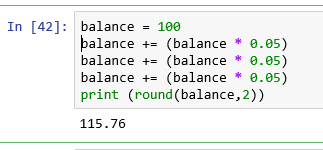 In [42]: balance = 100
balance += (balance * 0.05)
balance += (balance * 0.05)
balance += (balance * 0.05)
print (round(balance,2))
115.76